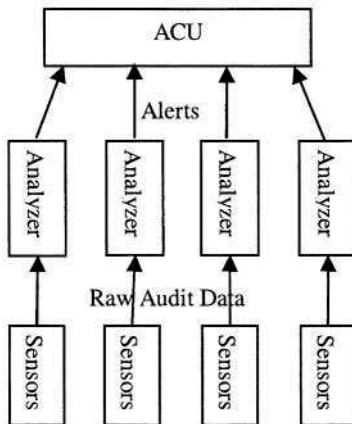 ACU
Alerts
Analyzer
Analyzer
Analyzer
Analyzer
Raw Audit Data
Sensors
Sensors
Sensors
Sensors